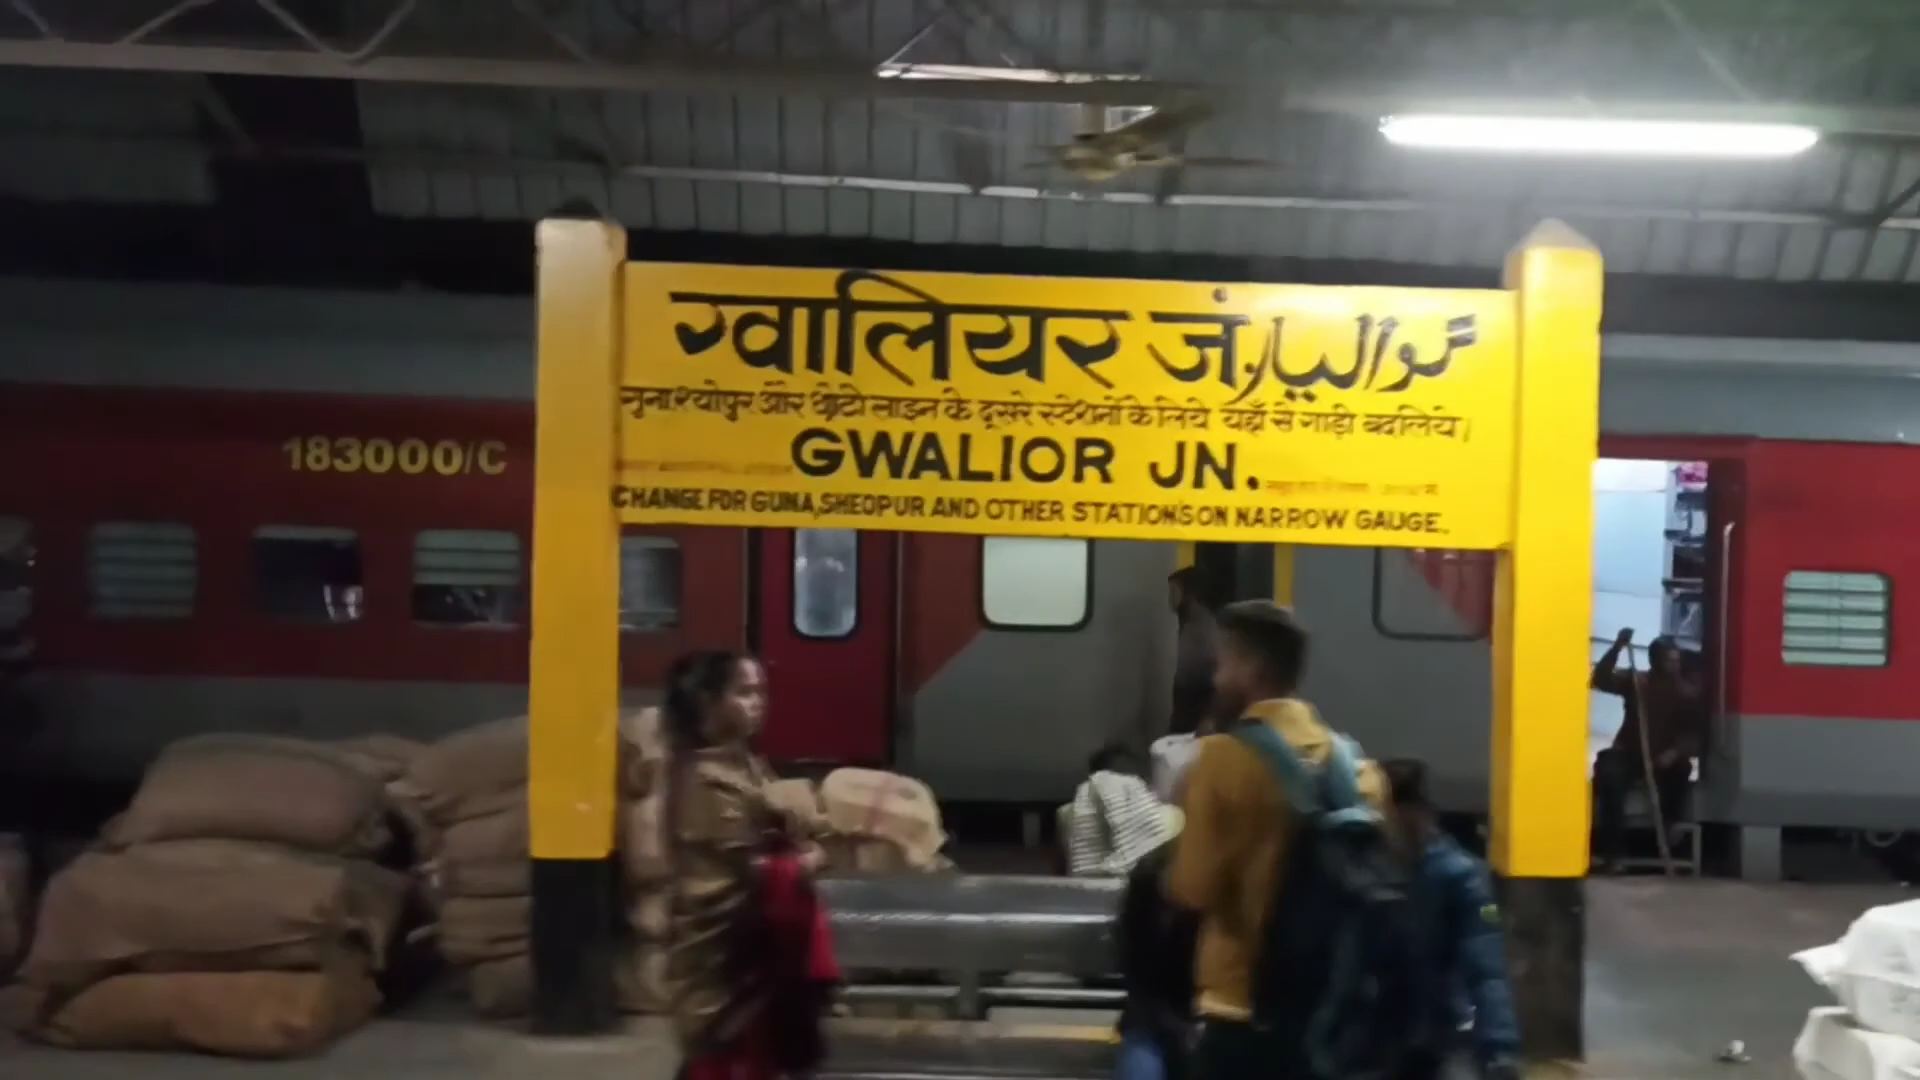 183000/C
ग्वालियर जं. گوالیار
गुना,श्योपुर और छोटी लाइन के दूसरे स्टेशनों के लिये यहाँ से गाड़ी बदलिये।
GWALIOR JN.
CHANGE FOR GUNA,SHEOPUR AND OTHER STATIONS ON NARROW GAUGE.